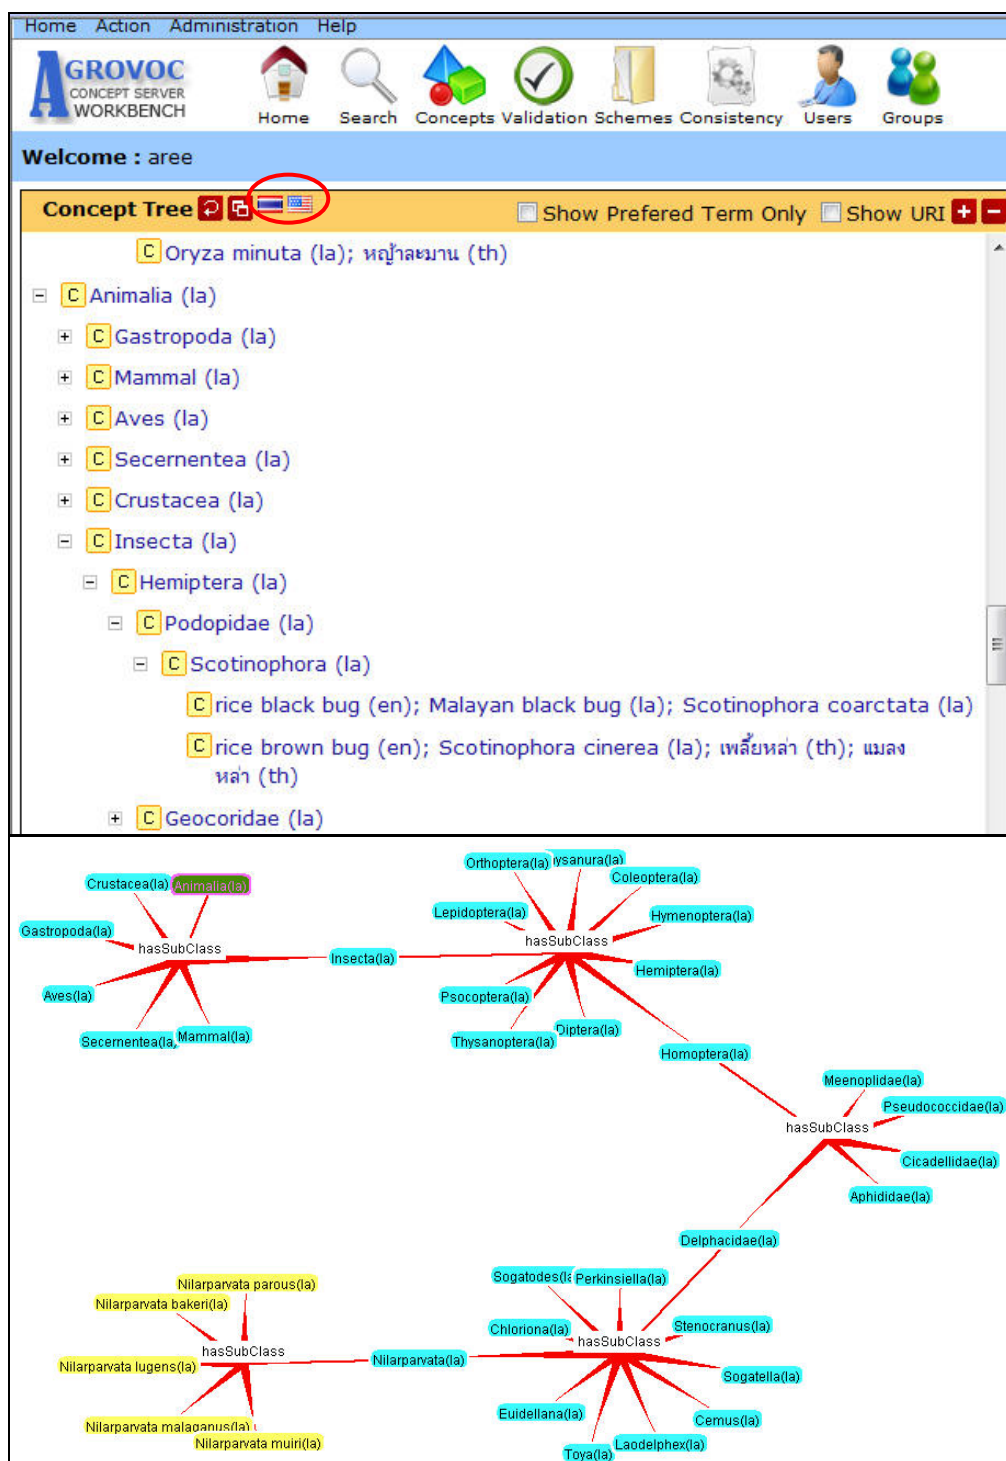 Home Action Administration Help
AGROVOC
CONCEPT SERVER
WORKBENCH
Home Search Concepts Validation Schemes Consistency Users Groups
Welcome : aree
Concept Tree Show Prefered Term Only Show URI
C Oryza minuta (la); หญ้าละมาน (th)
C Animalia (la)
C Gastropoda (la)
C Mammal (la)
C Aves (la)
C Secernentea (la)
C Crustacea (la)
C Insecta (la)
C Hemiptera (la)
C Podopidae (la)
C Scotinophora (la)
C rice black bug (en); Malayan black bug (la); Scotinophora coarctata (la)
C rice brown bug (en); Scotinophora cinerea (la); เพลี้ยหล่า (th); แมลง
หล่า (th)
C Geocoridae (la)
Orthoptera(la) ysanura(la)
Coleoptera(la)
Crustacea(la) Animalia(la)
Lepidoptera(la) Hymenoptera(la)
Gastropoda(la)
hasSubClass hasSubClass
Insecta(la)
Hemiptera(la)
Aves(la) Psocoptera(la)
Diptera(la)
Secernentea(la) Mammal(la) Thysanoptera(la)
Homoptera(la)
Meenoplidae(la)
Pseudococcidae(la)
hasSubClass
Cicadellidae(la)
Aphididae(la)
Delphacidae(la)
Sogatodes(la Perkinsiella(la)
Nilarparvata parous(la)
Nilarparvata bakeri(la)
Chloriona(la) Stenocranus(la)
hasSubClass hasSubClass
Nilarparvata lugens(la) Nilarparvata(la)
Sogatella(la)
Euidellana(la) Cemus(la)
Nilarparvata malaganus(la)
Nilarparvata muiri(la) Toya(la) Laodelphex(la)